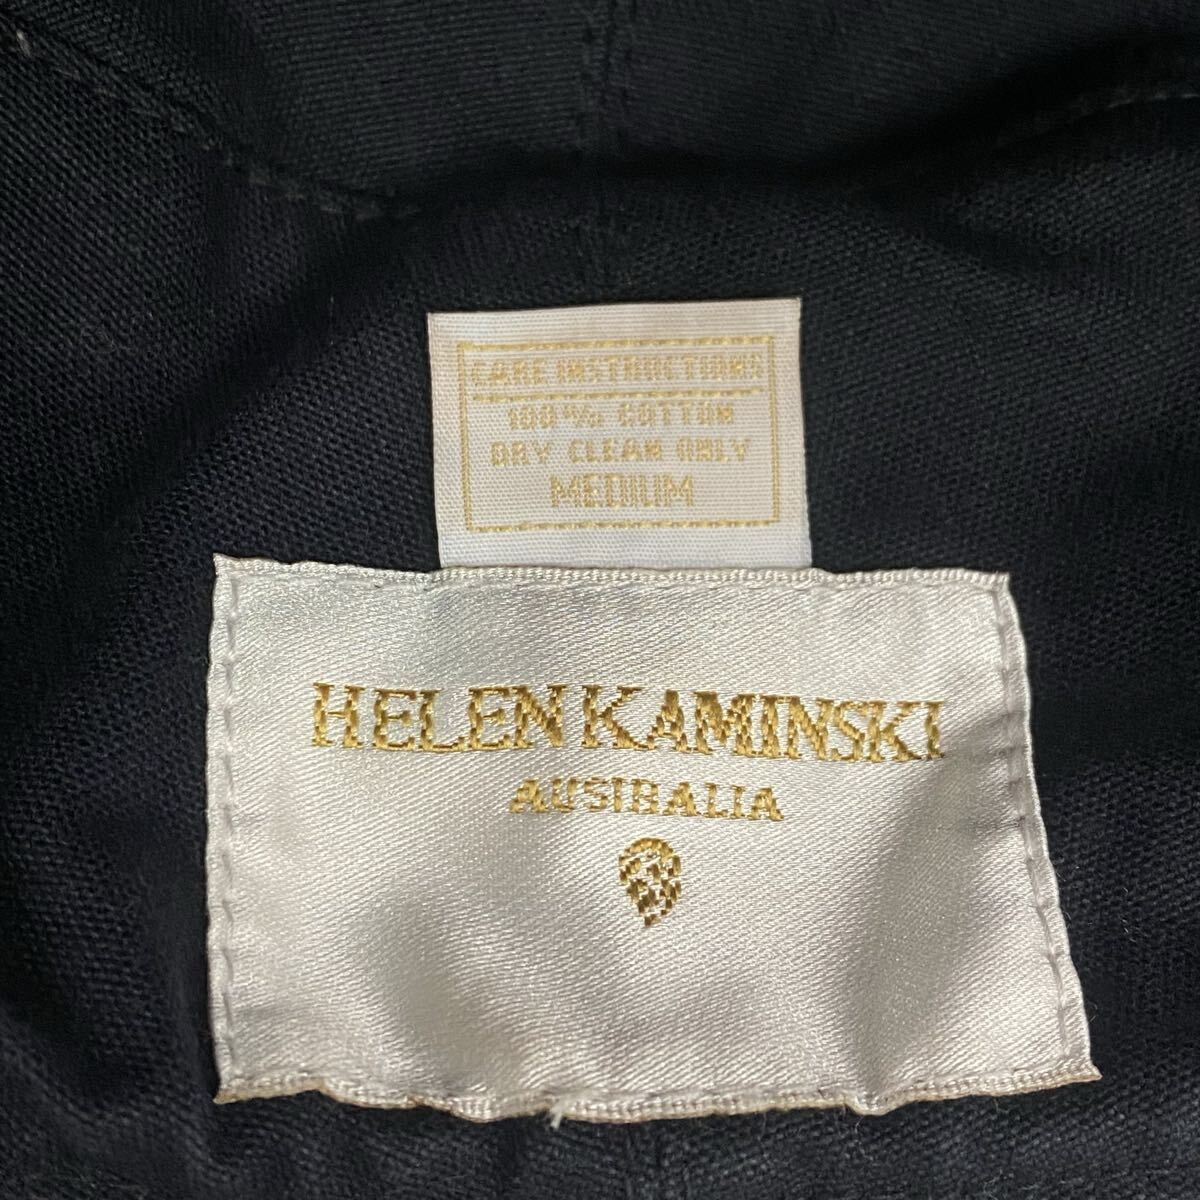 CARE INSTRUCTIONS
100% COTTON
DRY CLEAN ONLY
MEDIUM
HELEN KAMINSKI
AUSTRALIA